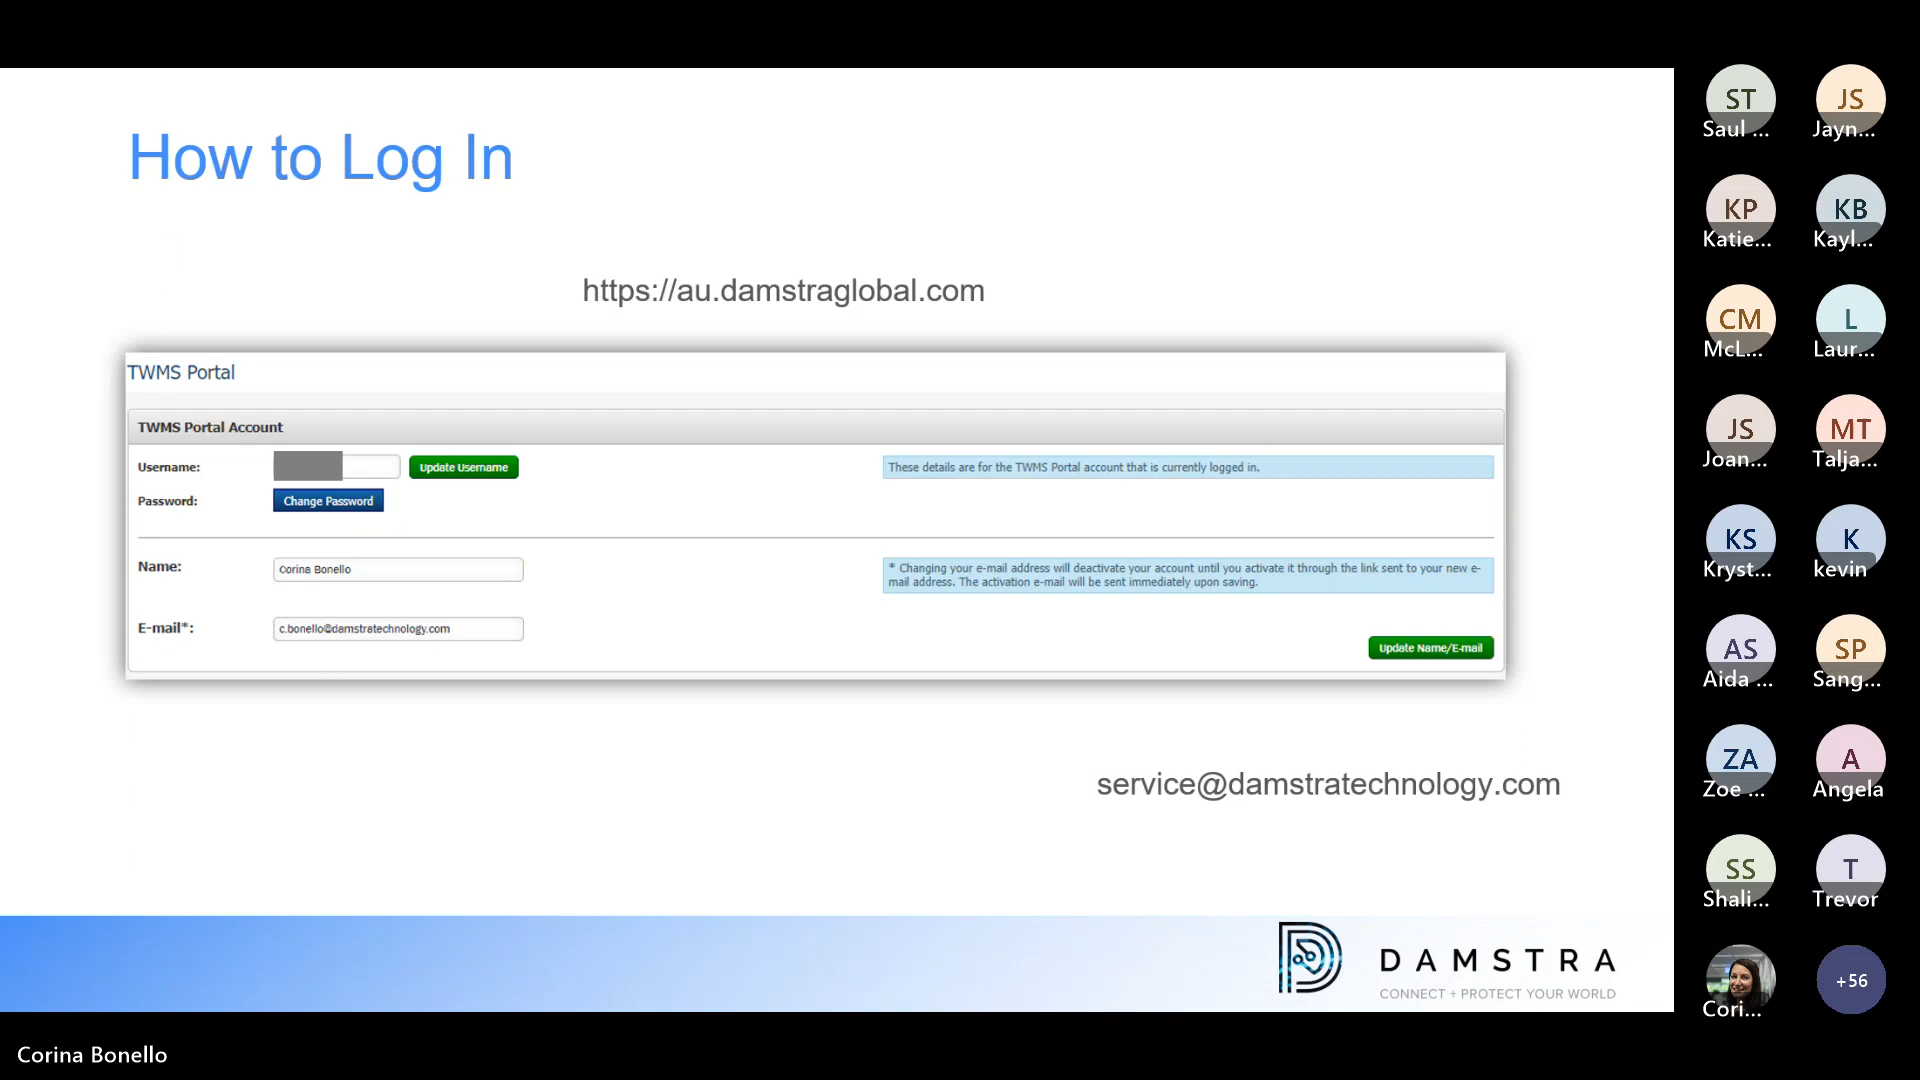 How to Log In
https://au.damstraglobal.com
TWMS Portal
TWMS Portal Account
Username:
Update Username
These details are for the TWMS Portal account that is currently logged in.
Password:
Change Password
Name:
Corina Bonello
* Changing your e-mail address will deactivate your account until you activate it through the link sent to your new e-
mail address. The activation e-mail will be sent immediately upon saving.
E-mail*:
c.bonello@damstratechnology.com
Update Name/E-mail
service@damstratechnology.com
DAMSTRA
CONNECT + PROTECT YOUR WORLD
Corina Bonello
ST JS
Saul ... Jayn...
KP KB
Katie... Kayl...
CM L
McL... Laur...
JS MT
Joan... Talja...
KS K
Kryst... kevin
AS SP
Aida ... Sang...
ZA A
Zoe ... Angela
SS T
Shali... Trevor
+56
Cori...